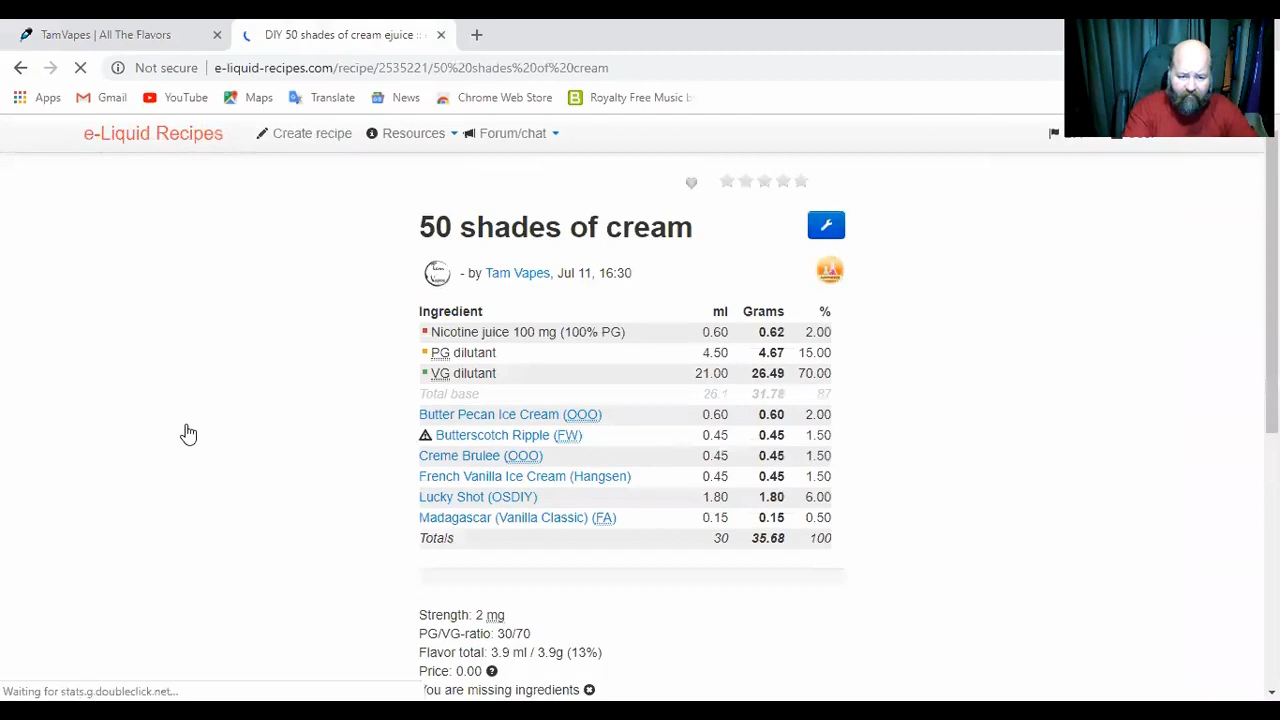 TamVapes | All The Flavors
DIY 50 shades of cream ejuice ::
Not secure
e-liquid-recipes.com/recipe/2535221/50%20shades%20of%20cream
Apps Gmail YouTube Maps Translate News Chrome Web Store Royalty Free Music b
e-Liquid Recipes Create recipe Resources Forum/chat
50 shades of cream
- by Tam Vapes, Jul 11, 16:30
Ingredient ml Grams %
Nicotine juice 100 mg (100% PG) 0.60 0.62 2.00
PG dilutant 4.50 4.67 15.00
VG dilutant 21.00 26.49 70.00
Total base 26.1 31.78 87
Butter Pecan Ice Cream (OOO) 0.60 0.60 2.00
Butterscotch Ripple (FW) 0.45 0.45 1.50
Creme Brulee (OOO) 0.45 0.45 1.50
French Vanilla Ice Cream (Hangsen) 0.45 0.45 1.50
Lucky Shot (OSDIY) 1.80 1.80 6.00
Madagascar (Vanilla Classic) (FA) 0.15 0.15 0.50
Totals 30 35.68 100
Strength: 2 mg
PG/VG-ratio: 30/70
Flavor total: 3.9 ml / 3.9g (13%)
Price: 0.00
You are missing ingredients
Waiting for stats.g.doubleclick.net...